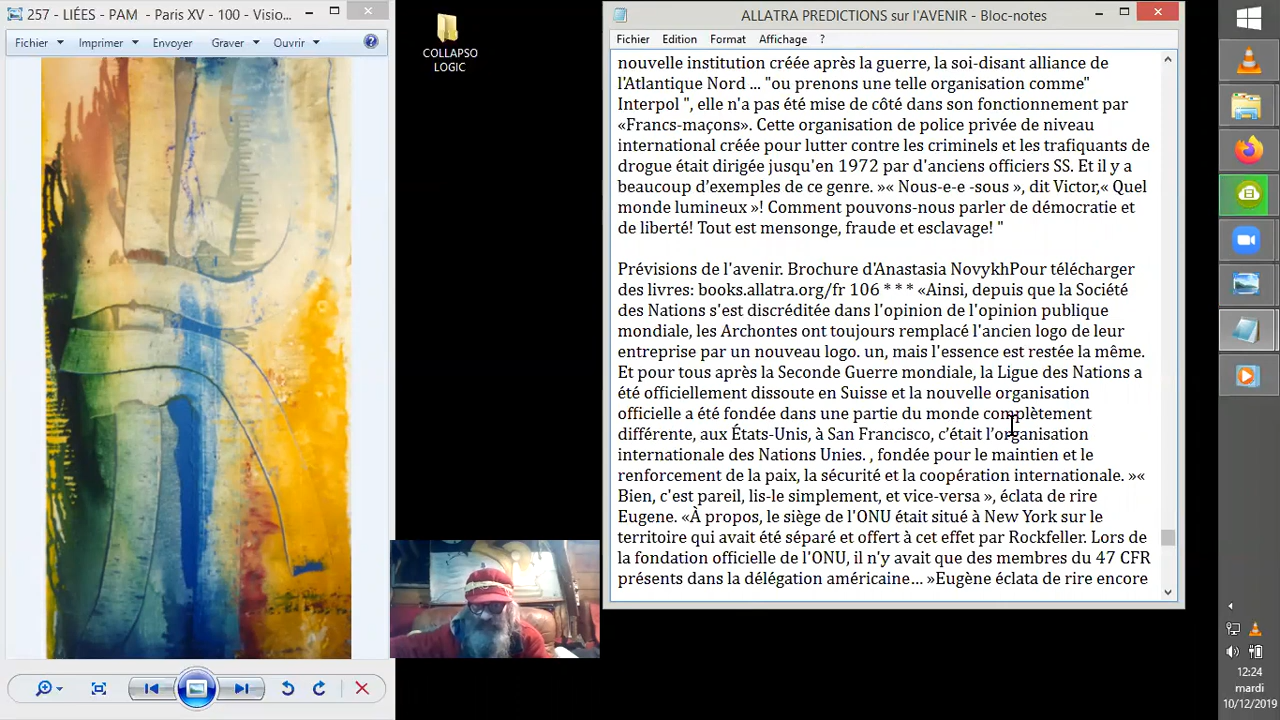 257 - LIÉES - PAM - Paris XV - 100 - Visio...
Fichier Imprimer Envoyer Graver Ouvrir
COLLAPSO
LOGIC
ALLATRA PREDICTIONS sur l'AVENIR - Bloc-notes
Fichier Edition Format Affichage ?
nouvelle institution créée après la guerre, la soi-disant alliance de
l'Atlantique Nord ... "ou prenons une telle organisation comme"
Interpol ", elle n'a pas été mise de côté dans son fonctionnement par
«Francs-maçons». Cette organisation de police privée de niveau
international créée pour lutter contre les criminels et les trafiquants de
drogue était dirigée jusqu'en 1972 par d'anciens officiers SS. Et il y a
beaucoup d’exemples de ce genre. »« Nous-e-e -sous », dit Victor,« Quel
monde lumineux »! Comment pouvons-nous parler de démocratie et
de liberté! Tout est mensonge, fraude et esclavage! "
Prévisions de l'avenir. Brochure d'Anastasia NovykhPour télécharger
des livres: books.allatra.org/fr 106 * * * «Ainsi, depuis que la Société
des Nations s'est discréditée dans l'opinion de l'opinion publique
mondiale, les Archontes ont toujours remplacé l'ancien logo de leur
entreprise par un nouveau logo. un, mais l'essence est restée la même.
Et pour tous après la Seconde Guerre mondiale, la Ligue des Nations a
été officiellement dissoute en Suisse et la nouvelle organisation
officielle a été fondée dans une partie du monde complètement
différente, aux États-Unis, à San Francisco, c’était l’organisation
internationale des Nations Unies. , fondée pour le maintien et le
renforcement de la paix, la sécurité et la coopération internationale. »«
Bien, c'est pareil, lis-le simplement, et vice-versa », éclata de rire
Eugene. «À propos, le siège de l'ONU était situé à New York sur le
territoire qui avait été séparé et offert à cet effet par Rockfeller. Lors de
la fondation officielle de l'ONU, il n'y avait que des membres du 47 CFR
présents dans la délégation américaine... »Eugène éclata de rire encore
12:24
mardi
10/12/2019